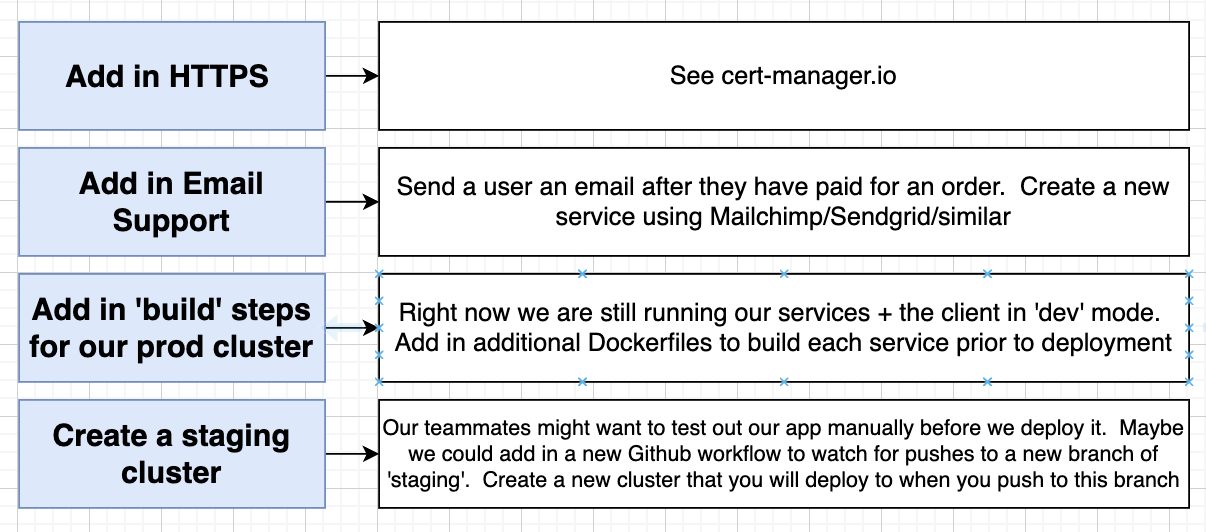 Add in HTTPS
See cert-manager.io
Add in Email
Support
Send a user an email after they have paid for an order.  Create a new
service using Mailchimp/Sendgrid/similar
Add in 'build' steps
for our prod cluster
Right now we are still running our services + the client in 'dev' mode.
Add in additional Dockerfiles to build each service prior to deployment
Create a staging
cluster
Our teammates might want to test out our app manually before we deploy it.  Maybe
we could add in a new Github workflow to watch for pushes to a new branch of
'staging'.  Create a new cluster that you will deploy to when you push to this branch